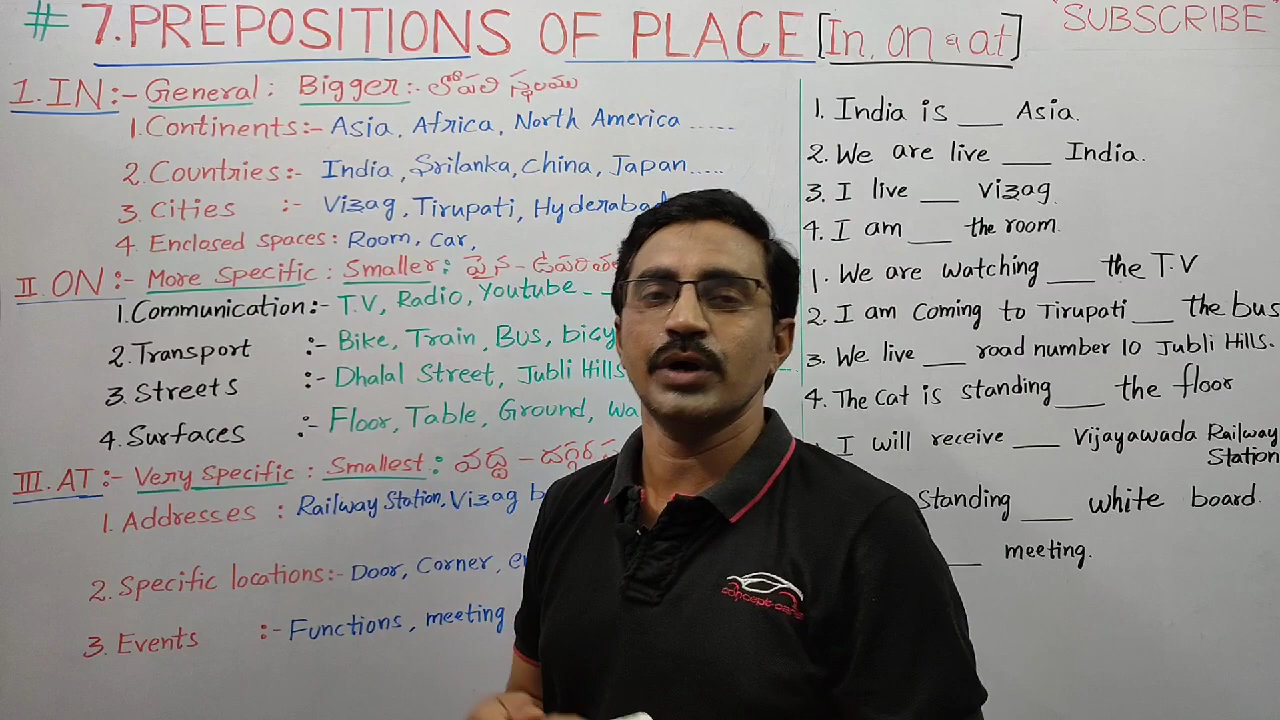 # 7. PREPOSITIONS OF PLACE [In, on & at]
"SUBSCRIBE"
1. IN :- General : Bigger :- లోపల స్థలము
1. Continents :- Asia, Africa, North America ......
2. Countries :- India, Srilanka, China, Japan.....
3. Cities :- Vizag, Tirupati, Hyderabad
4. Enclosed spaces: Room, car,
II. ON :- More Specific : Smaller : పైన -
1. Communication :- T.V, Radio, Youtube - -
2. Transport :- Bike, Train, Bus, bicy
3. Streets :- Dhalal Street, Jubli Hills
4. Surfaces :- Floor, Table, Ground, Wa
III. AT :- Very Specific : Smallest : వద్ద - దగ్గర
1. Addresses : Railway Station, Vizag b
2. Specific locations :- Door, Corner, en
3. Events :- Functions, meeting
1. India is ___ Asia.
2. We are live ___ India.
3. I live ___ Vizag.
4. I am ___ the room.
1. We are watching ___ the T.V
2. I am Coming to Tirupati ___ the bus
3. We live ___ road number 10 Jubli Hills.
4. The cat is standing ___ the floor
I will receive ___ Vijayawada Railway
Station
Standing ___ white board.
___ meeting.